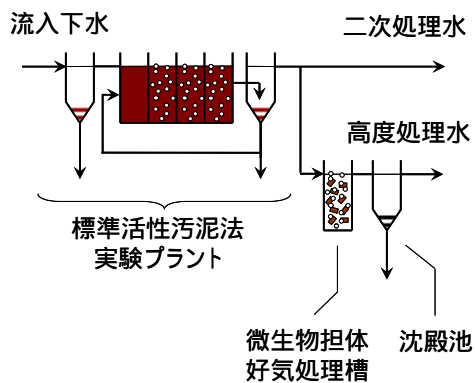 流入下水
二次処理水
高度処理水
標準活性汚泥法
実験プラント
微生物担体
好気処理槽
沈殿池